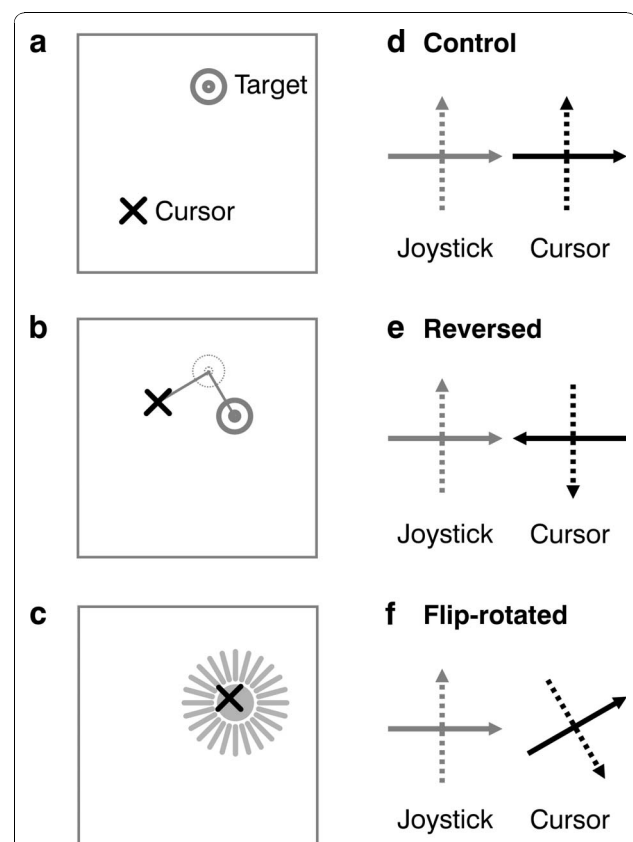 a
Target
Cursor
b
c
d Control
Joystick Cursor
e Reversed
Joystick Cursor
f Flip-rotated
Joystick Cursor